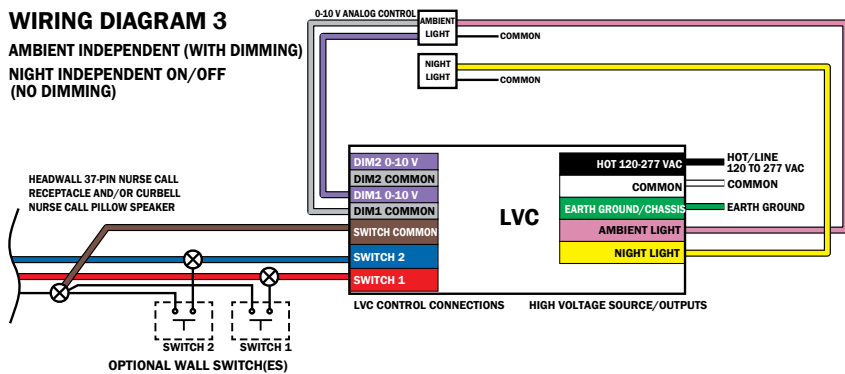 WIRING DIAGRAM 3
AMBIENT INDEPENDENT (WITH DIMMING)
NIGHT INDEPENDENT ON/OFF
(NO DIMMING)
0-10 V ANALOG CONTROL
AMBIENT
LIGHT
COMMON
NIGHT
LIGHT
COMMON
HEADWALL 37-PIN NURSE CALL
RECEPTACLE AND/OR CURBELL
NURSE CALL PILLOW SPEAKER
DIM2 0-10 V
DIM2 COMMON
DIM1 0-10 V
DIM1 COMMON
SWITCH COMMON
SWITCH 2
SWITCH 1
LVC
HOT 120-277 VAC
COMMON
EARTH GROUND/CHASSIS
AMBIENT LIGHT
NIGHT LIGHT
HOT/LINE
120 TO 277 VAC
COMMON
EARTH GROUND
LVC CONTROL CONNECTIONS
HIGH VOLTAGE SOURCE/OUTPUTS
SWITCH 2
SWITCH 1
OPTIONAL WALL SWITCH(ES)